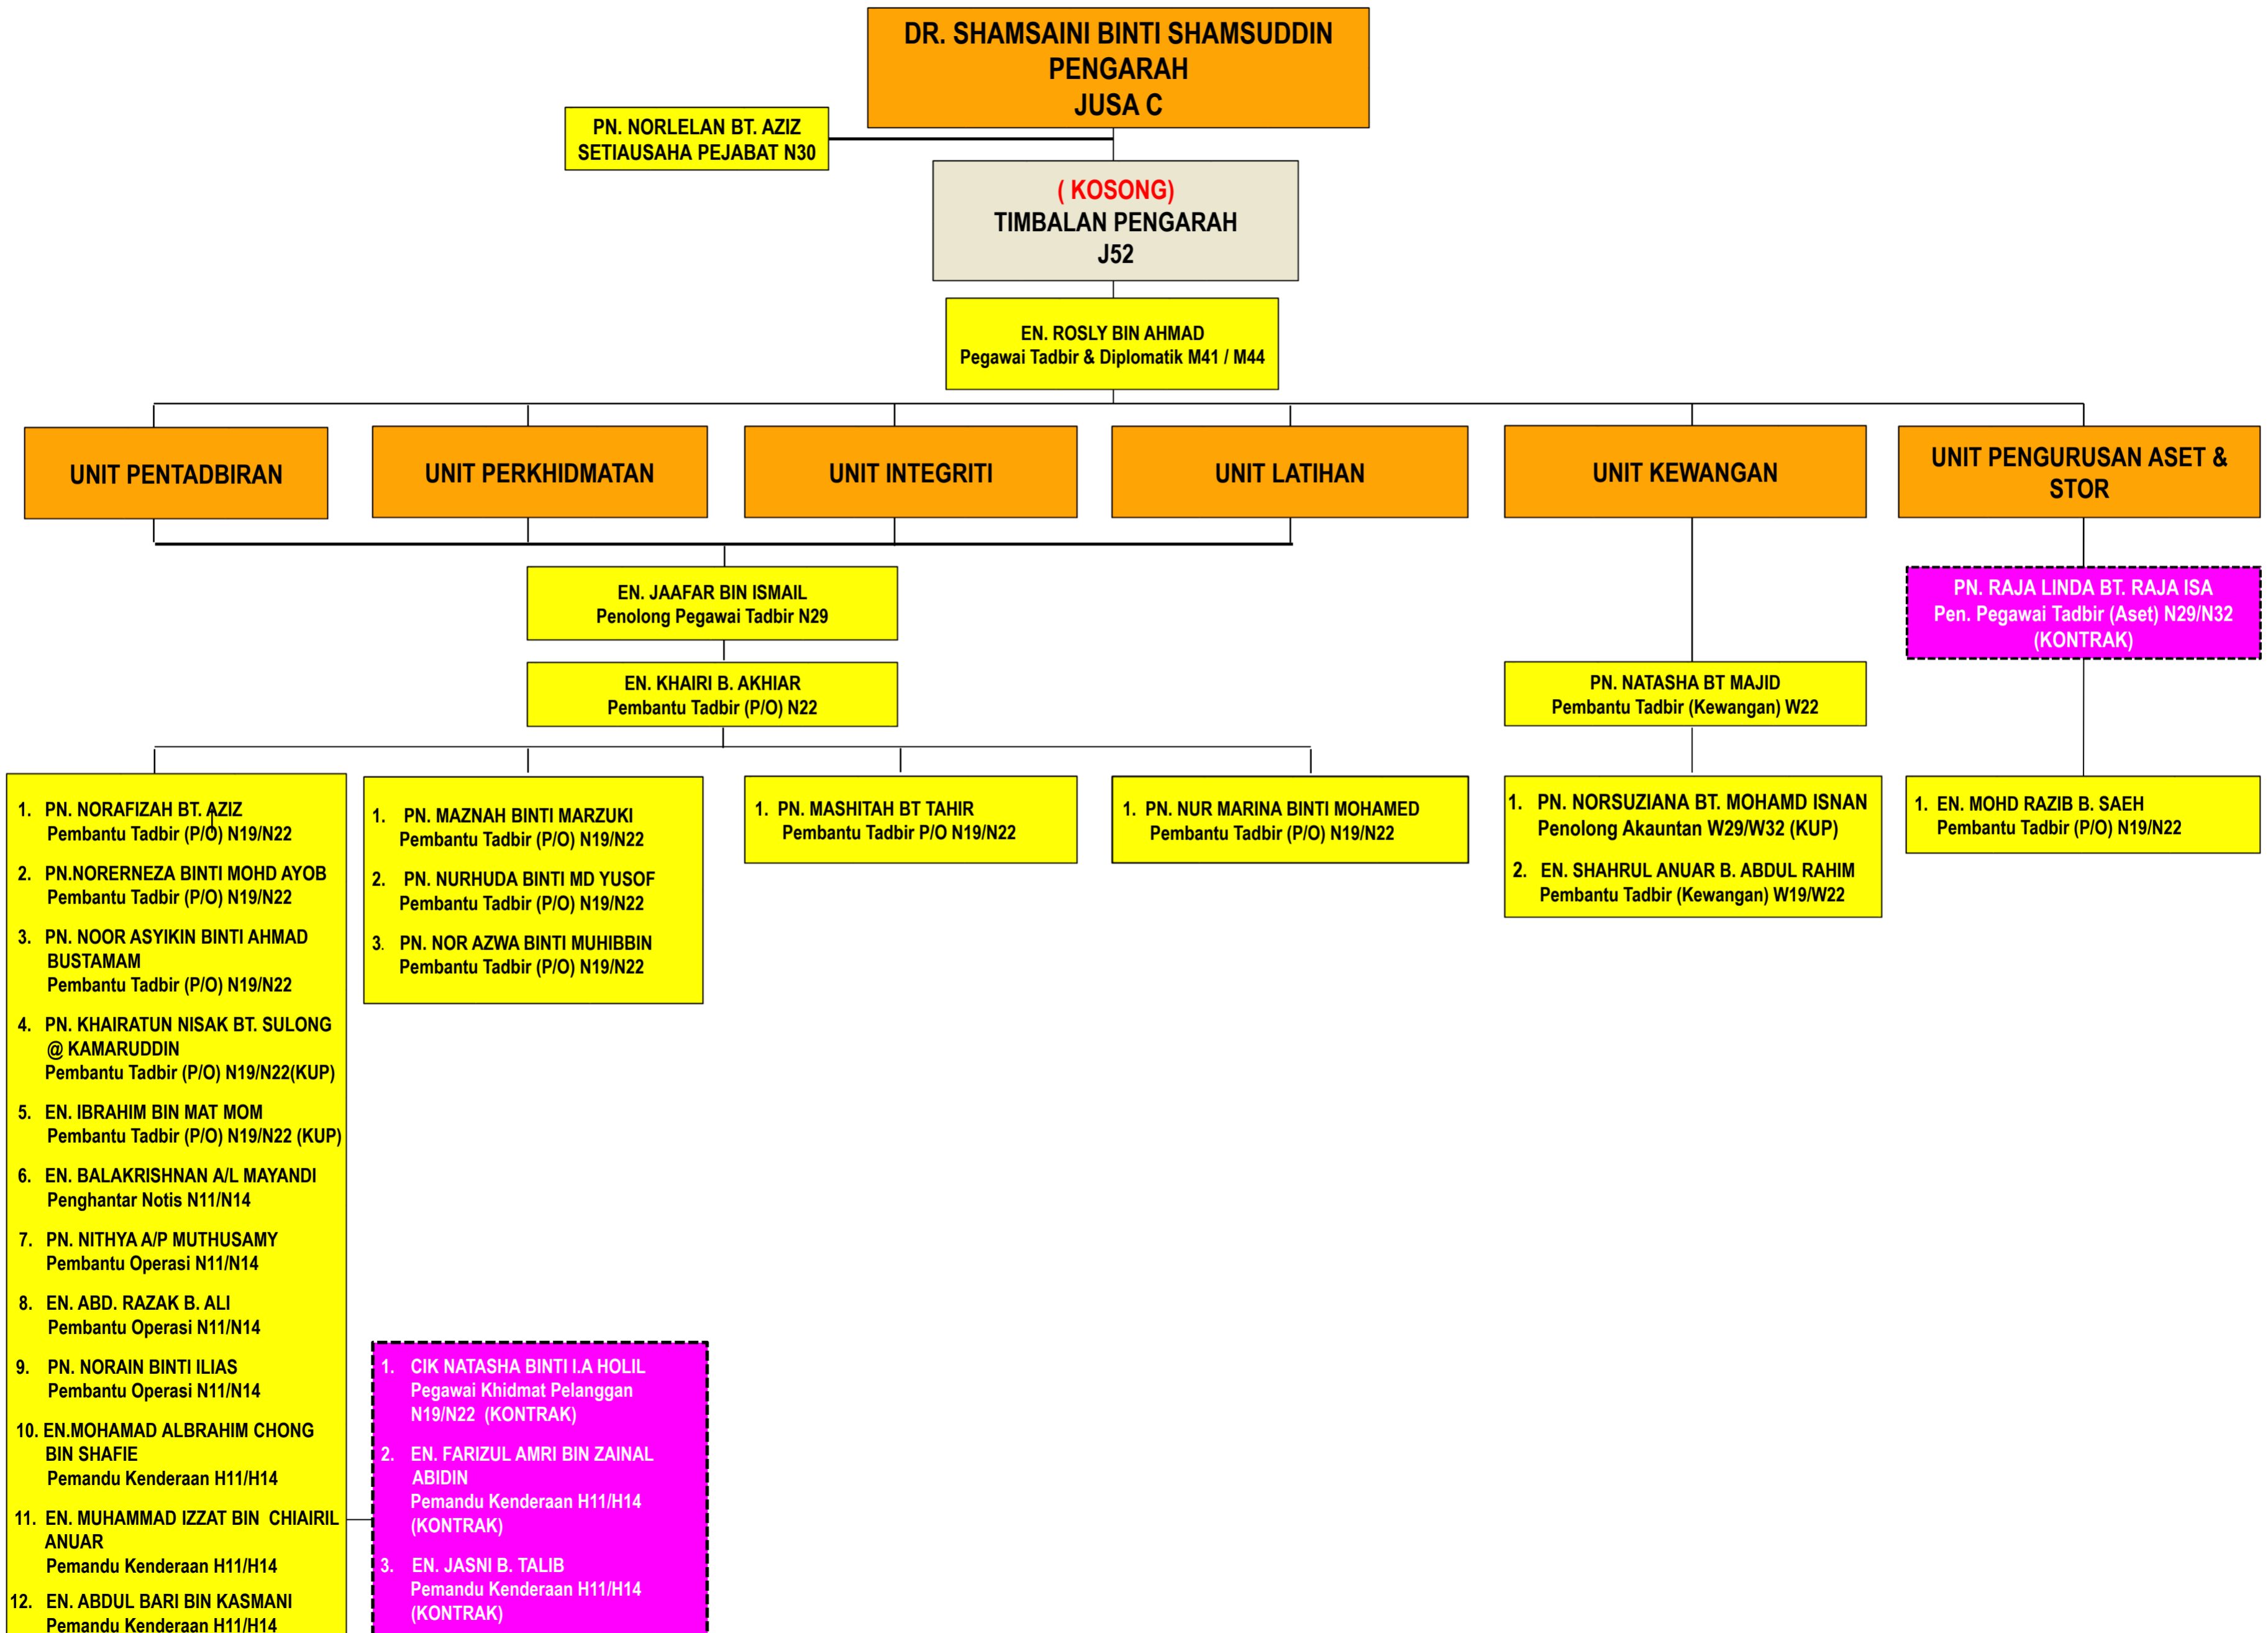 DR. SHAMSAINI BINTI SHAMSUDDIN
PENGARAH
JUSA C
PN. NORLELAN BT. AZIZ
SETIAUSAHA PEJABAT N30
( KOSONG)
TIMBALAN PENGARAH
J52
EN. ROSLY BIN AHMAD
Pegawai Tadbir & Diplomatik M41 / M44
UNIT PENTADBIRAN
UNIT PERKHIDMATAN
UNIT INTEGRITI
UNIT LATIHAN
UNIT KEWANGAN
UNIT PENGURUSAN ASET &
STOR
EN. JAAFAR BIN ISMAIL
Penolong Pegawai Tadbir N29
PN. RAJA LINDA BT. RAJA ISA
Pen. Pegawai Tadbir (Aset) N29/N32
(KONTRAK)
EN. KHAIRI B. AKHIAR
Pembantu Tadbir (P/O) N22
PN. NATASHA BT MAJID
Pembantu Tadbir (Kewangan) W22
1. PN. NORAFIZAH BT. AZIZ
Pembantu Tadbir (P/O) N19/N22
2. PN.NORERNEZA BINTI MOHD AYOB
Pembantu Tadbir (P/O) N19/N22
3. PN. NOOR ASYIKIN BINTI AHMAD
BUSTAMAM
Pembantu Tadbir (P/O) N19/N22
4. PN. KHAIRATUN NISAK BT. SULONG
@ KAMARUDDIN
Pembantu Tadbir (P/O) N19/N22(KUP)
5. EN. IBRAHIM BIN MAT MOM
Pembantu Tadbir (P/O) N19/N22 (KUP)
6. EN. BALAKRISHNAN A/L MAYANDI
Penghantar Notis N11/N14
7. PN. NITHYA A/P MUTHUSAMY
Pembantu Operasi N11/N14
8. EN. ABD. RAZAK B. ALI
Pembantu Operasi N11/N14
9. PN. NORAIN BINTI ILIAS
Pembantu Operasi N11/N14
10. EN.MOHAMAD ALBRAHIM CHONG
BIN SHAFIE
Pemandu Kenderaan H11/H14
11. EN. MUHAMMAD IZZAT BIN CHIAIRIL
ANUAR
Pemandu Kenderaan H11/H14
12. EN. ABDUL BARI BIN KASMANI
Pemandu Kenderaan H11/H14
1. PN. MAZNAH BINTI MARZUKI
Pembantu Tadbir (P/O) N19/N22
2. PN. NURHUDA BINTI MD YUSOF
Pembantu Tadbir (P/O) N19/N22
3. PN. NOR AZWA BINTI MUHIBBIN
Pembantu Tadbir (P/O) N19/N22
1. PN. MASHITAH BT TAHIR
Pembantu Tadbir P/O N19/N22
1. PN. NUR MARINA BINTI MOHAMED
Pembantu Tadbir (P/O) N19/N22
1. PN. NORSUZIANA BT. MOHAMD ISNAN
Penolong Akauntan W29/W32 (KUP)
2. EN. SHAHRUL ANUAR B. ABDUL RAHIM
Pembantu Tadbir (Kewangan) W19/W22
1. EN. MOHD RAZIB B. SAEH
Pembantu Tadbir (P/O) N19/N22
1. CIK NATASHA BINTI I.A HOLIL
Pegawai Khidmat Pelanggan
N19/N22 (KONTRAK)
2. EN. FARIZUL AMRI BIN ZAINAL
ABIDIN
Pemandu Kenderaan H11/H14
(KONTRAK)
3. EN. JASNI B. TALIB
Pemandu Kenderaan H11/H14
(KONTRAK)